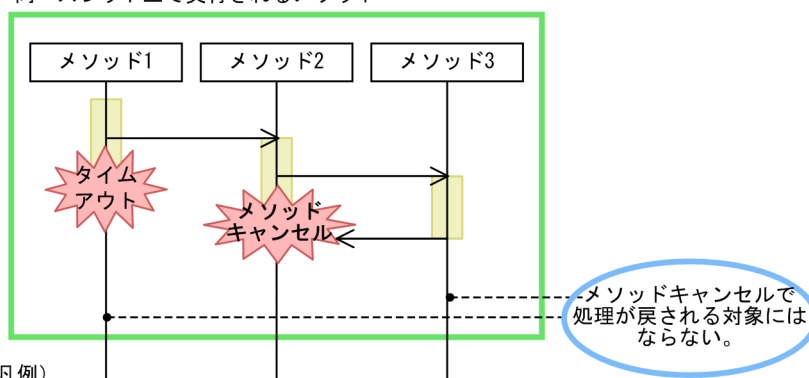 メソッド1
メソッド2
メソッド3
タイム
アウト
メソッド
キャンセル
メソッドキャンセルで
処理が戻される対象には
ならない。
凡例)